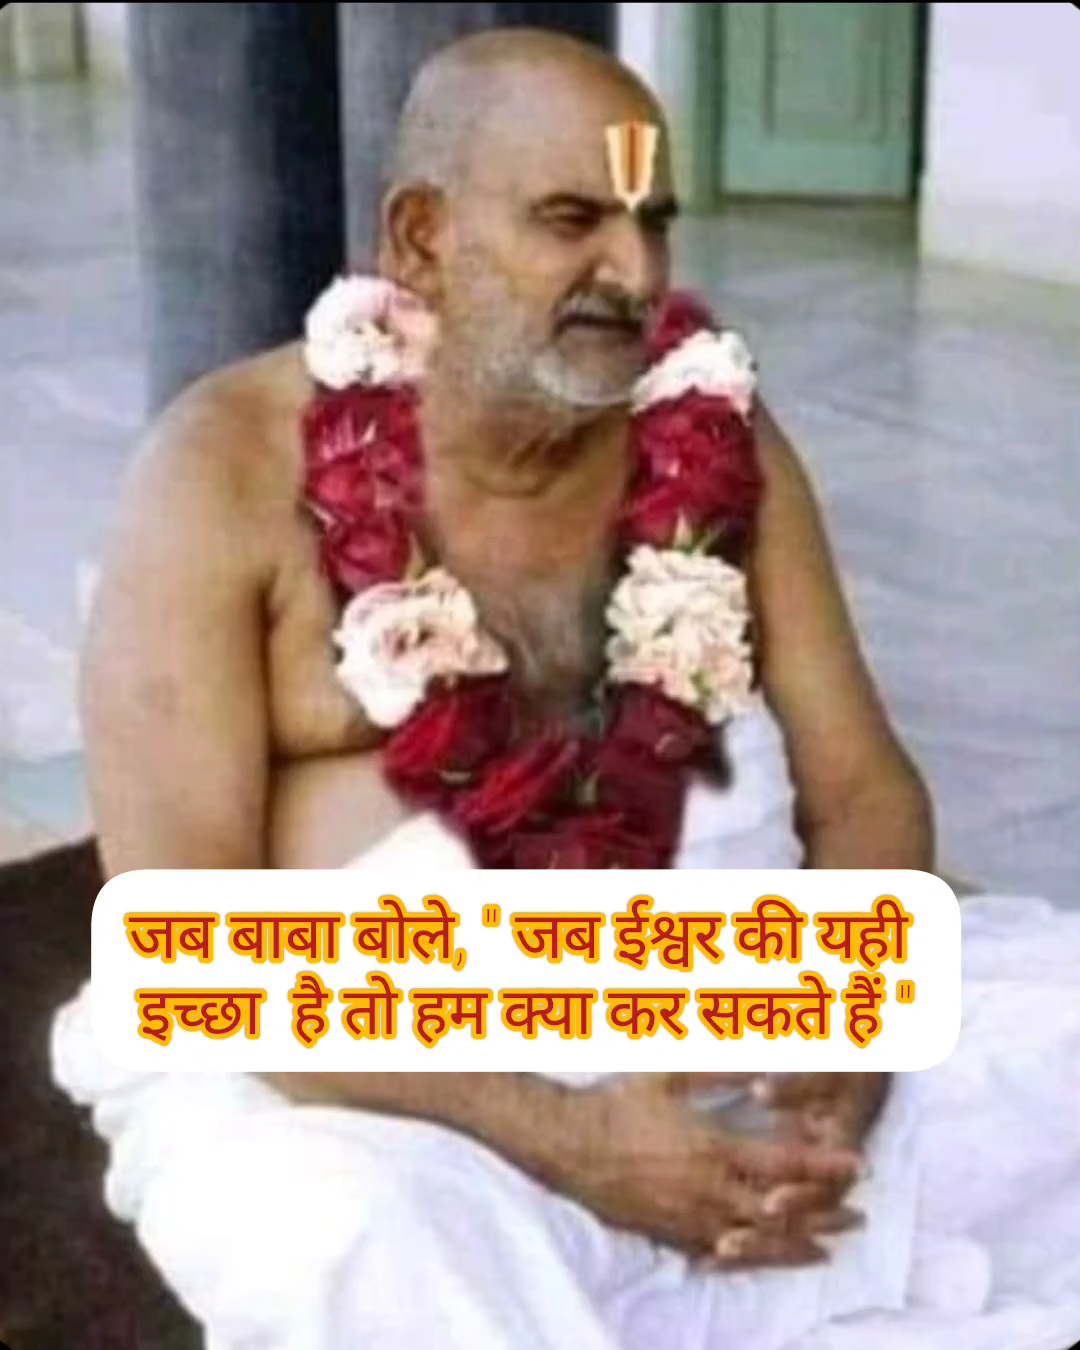 जब बाबा बोले, " जब ईश्वर की यही
इच्छा है तो हम क्या कर सकते हैं "